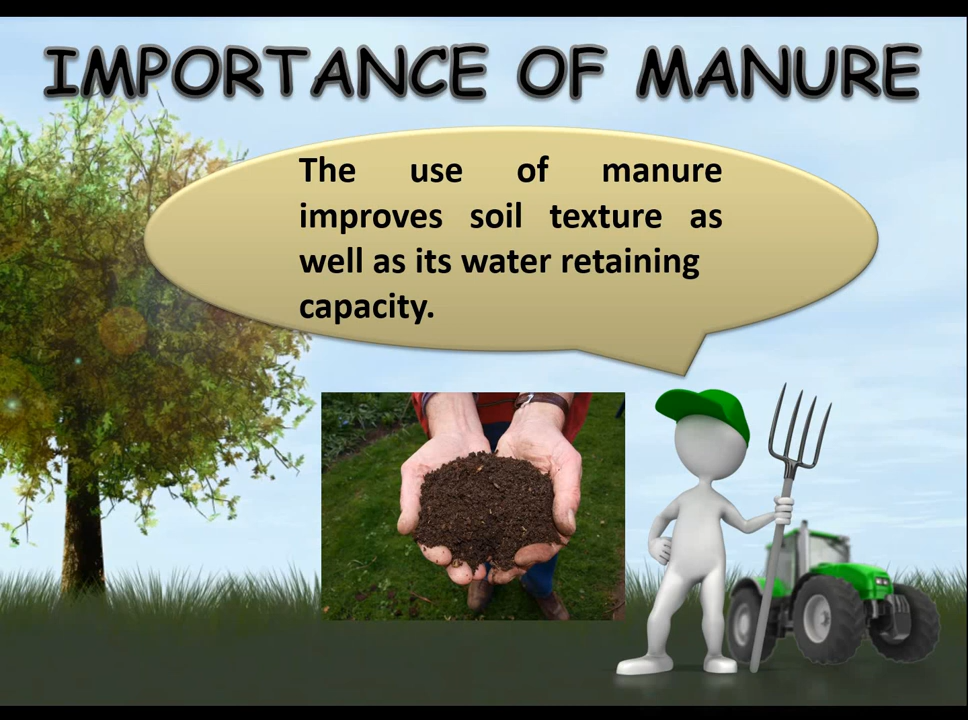 IMPORTANCE OF MANURE
The use of manure
improves soil texture as
well as its water retaining
capacity.